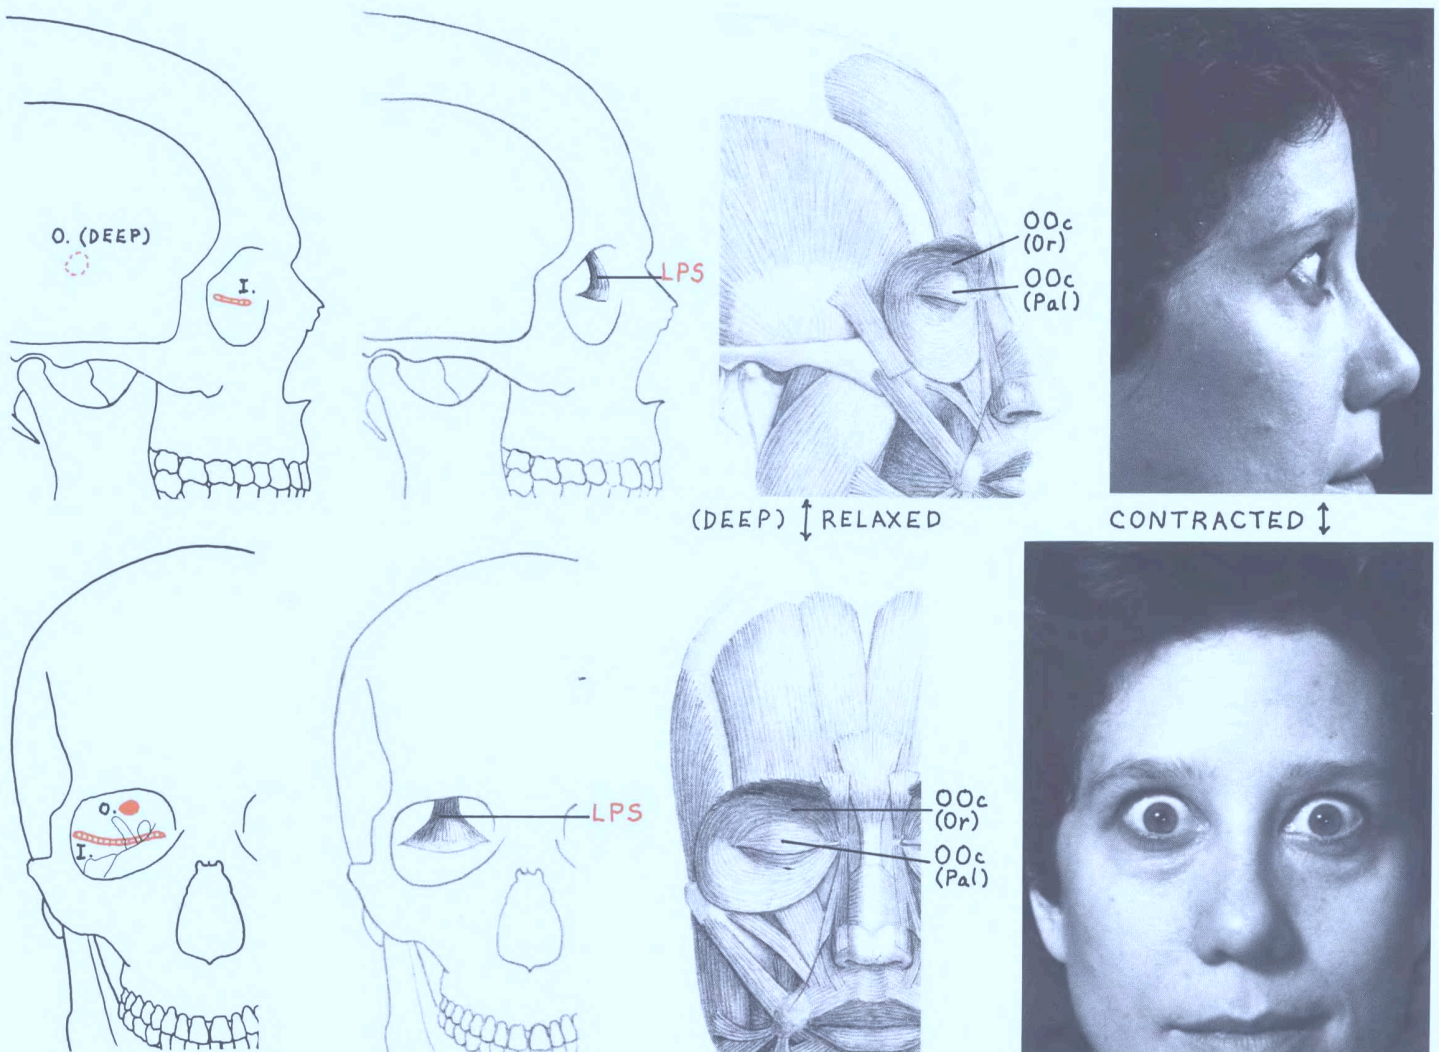 O. (DEEP)
I.
LPS
OOc
(Or)
OOc
(Pal)
(DEEP) ↕ RELAXED
CONTRACTED ↕
O.
I.
LPS
OOc
(Or)
OOc
(Pal)